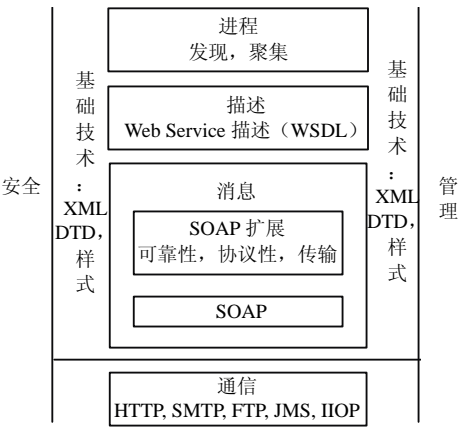 进程
发现，聚集
描述
Web Service 描述（WSDL）
消息
SOAP 扩展
可靠性，协议性，传输
SOAP
通信
HTTP, SMTP, FTP, JMS, IIOP
安全
基
础
技
术
：
XML
DTD，
样
式
基
础
技
术
：
XML
DTD，
样
式
管
理